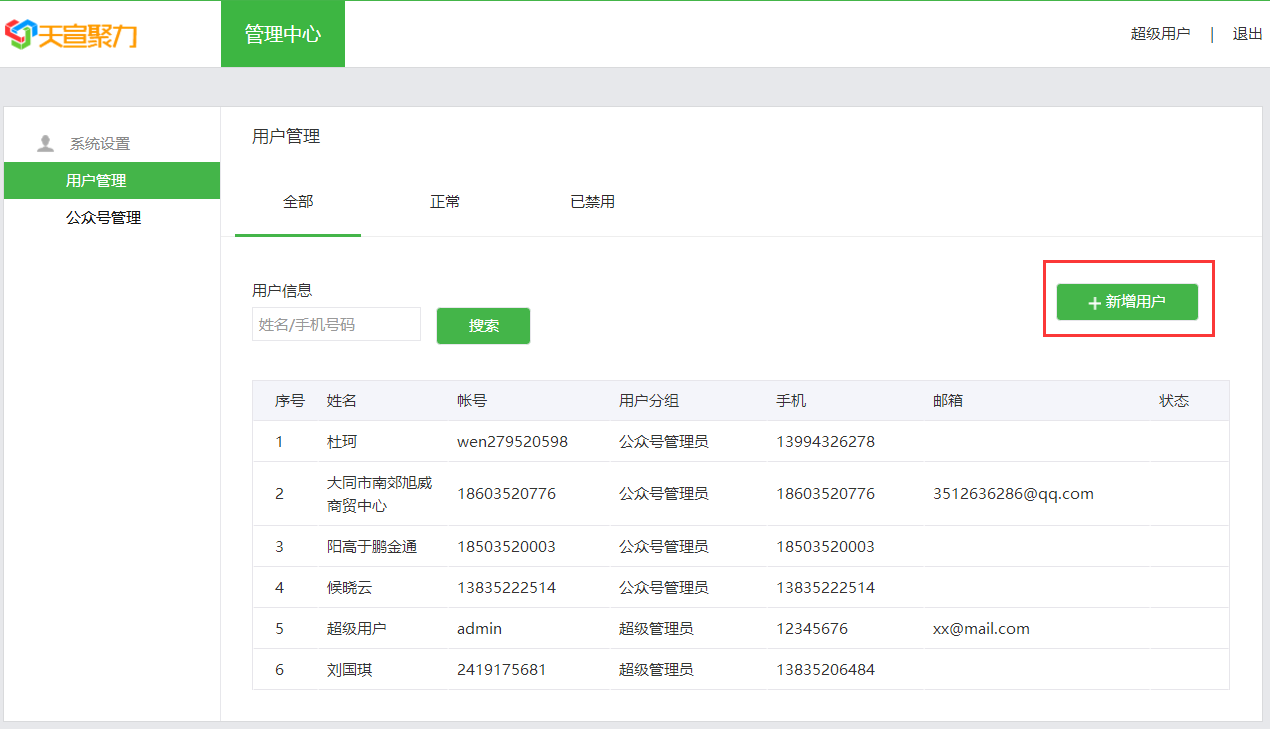 天宣聚力
管理中心
超级用户 | 退出
系统设置
用户管理
公众号管理
用户管理
全部 正常 已禁用
用户信息
姓名/手机号码 搜索
+ 新增用户
序号 姓名 帐号 用户分组 手机 邮箱 状态
1 杜珂 wen279520598 公众号管理员 13994326278
2 大同市南郊旭威
商贸中心 18603520776 公众号管理员 18603520776 3512636286@qq.com
3 阳高于鹏金通 18503520003 公众号管理员 18503520003
4 候晓云 13835222514 公众号管理员 13835222514
5 超级用户 admin 超级管理员 12345676 xx@mail.com
6 刘国琪 2419175681 超级管理员 13835206484